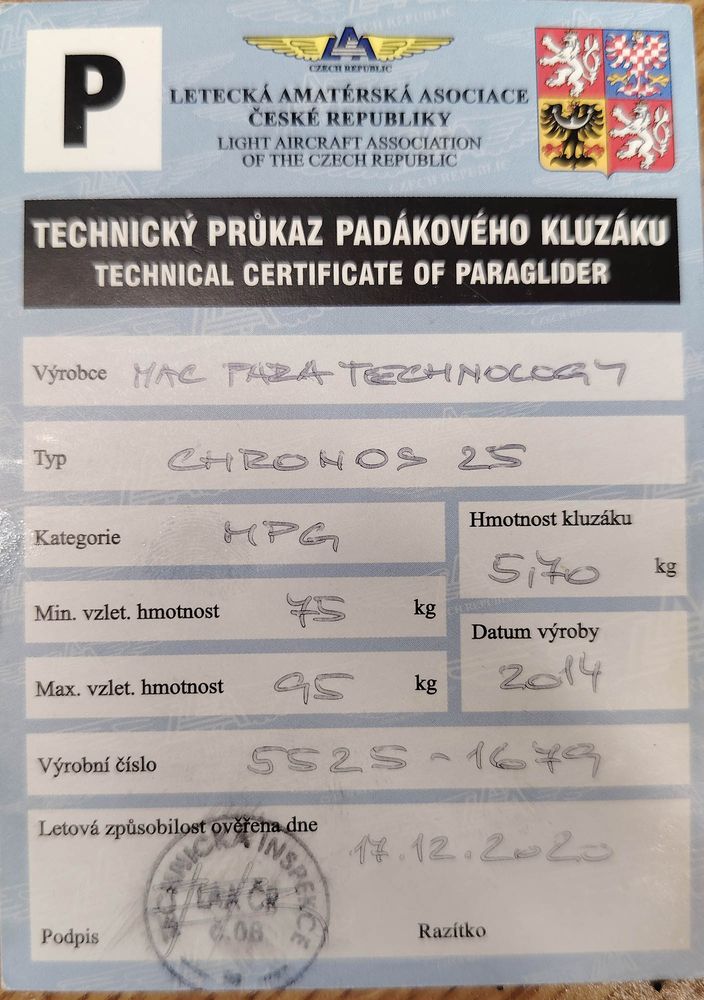 P
LAA
CZECH REPUBLIC
LETECKÁ AMATÉRSKÁ ASOCIACE
ČESKÉ REPUBLIKY
LIGHT AIRCRAFT ASSOCIATION
OF THE CZECH REPUBLIC
TECHNICKÝ PRŮKAZ PADÁKOVÉHO KLUZÁKU
TECHNICAL CERTIFICATE OF PARAGLIDER
Výrobce MAC PARA TECHNOLOGY
Typ CHRONOS 25
Kategorie MPG
Hmotnost kluzáku
5,70 kg
Min. vzlet. hmotnost 75 kg
Datum výroby
2014
Max. vzlet. hmotnost 95 kg
Výrobní číslo 5525-1679
Letová způsobilost ověřena dne 17.12.2020
TECHNICKÁ INSPEKCE
LAA ČR
Podpis
Razítko